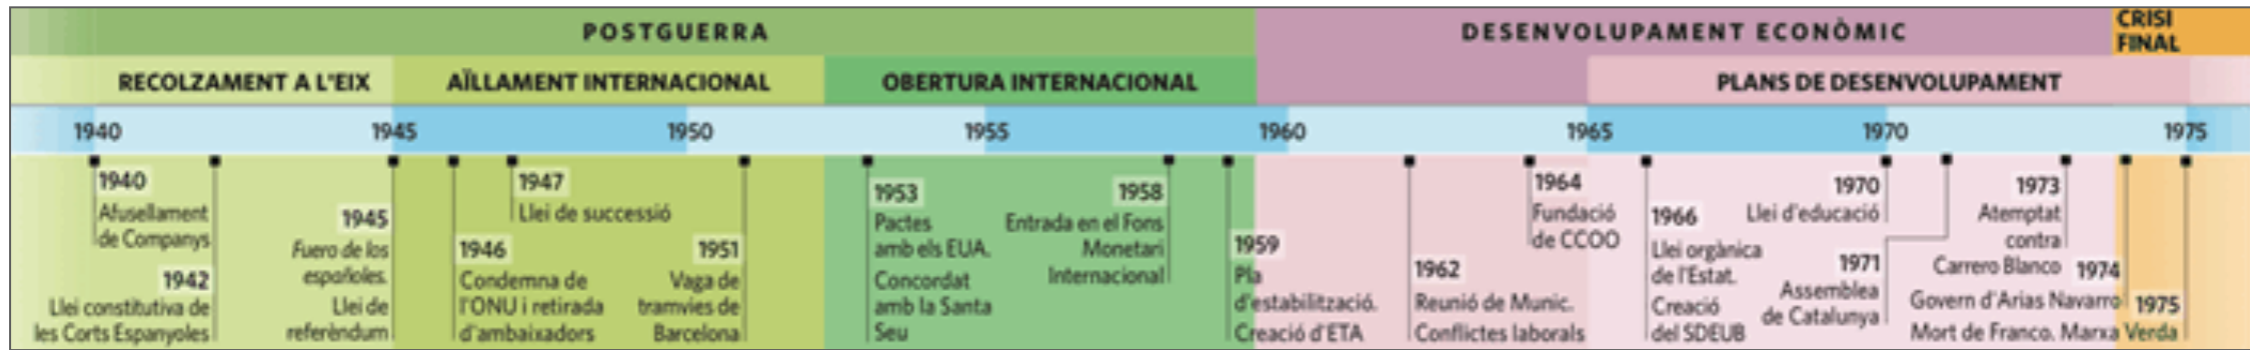 POSTGUERRA
DESENVOLUPAMENT ECONÒMIC
CRISI
FINAL
RECOLZAMENT A L'EIX
AÏLLAMENT INTERNACIONAL
OBERTURA INTERNACIONAL
PLANS DE DESENVOLUPAMENT
1940
1945
1950
1955
1960
1965
1970
1975
1940
Afusellament
de Companys
1942
Llei constitutiva de
les Corts Espanyoles
1945
Fuero de los
españoles.
Llei de
referèndum
1946
Condemna de
l'ONU i retirada
d'ambaixadors
1947
Llei de successió
1951
Vaga de
tramvies de
Barcelona
1953
Pactes
amb els EUA.
Concordat
amb la Santa
Seu
1958
Entrada en el Fons
Monetari
Internacional
1959
Pla
d'estabilització.
Creació d'ETA
1962
Reunió de Munic.
Conflictes laborals
1964
Fundació
de CCOO
1966
Llei orgànica
de l'Estat.
Creació
del SDEUB
1970
Llei d'educació
1971
Assemblea
de Catalunya
1973
Atemptat
contra
Carrero Blanco
1974
Govern d'Arias Navarro
1975
Mort de Franco. Marxa Verda